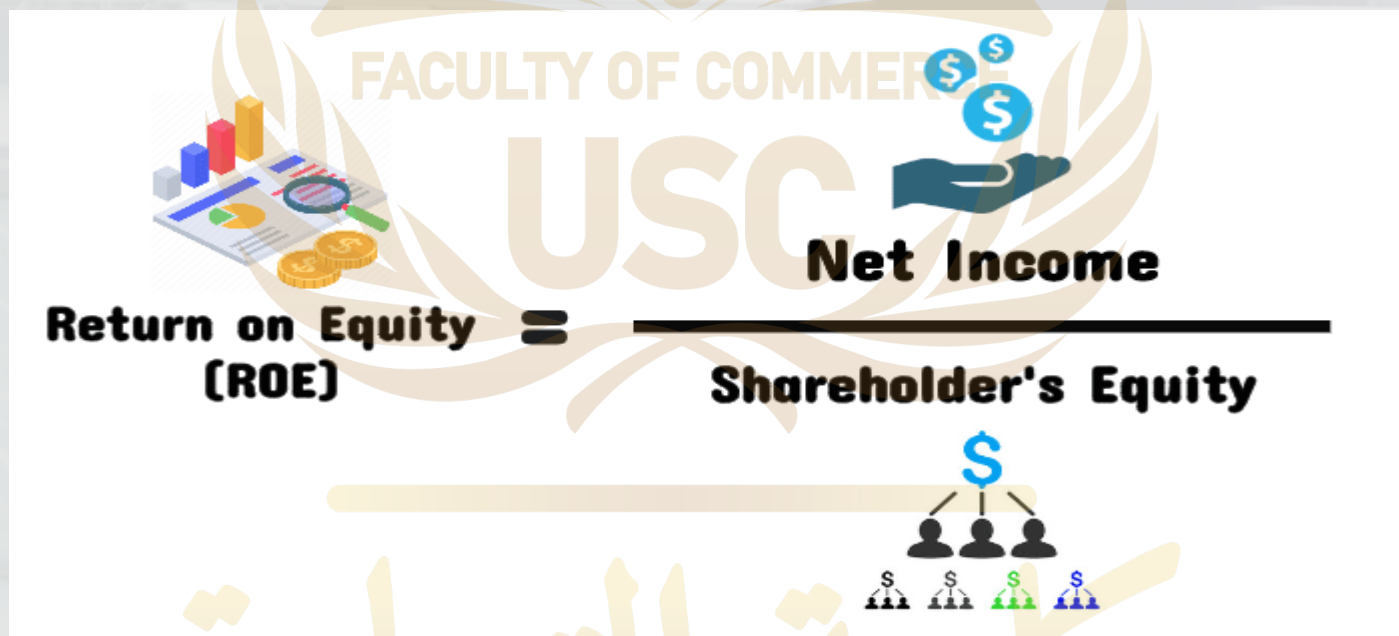 FACULTY OF COMMERCE
USC
Net Income
Return on Equity =
(ROE)
Shareholder's Equity
$
$ $ $ $